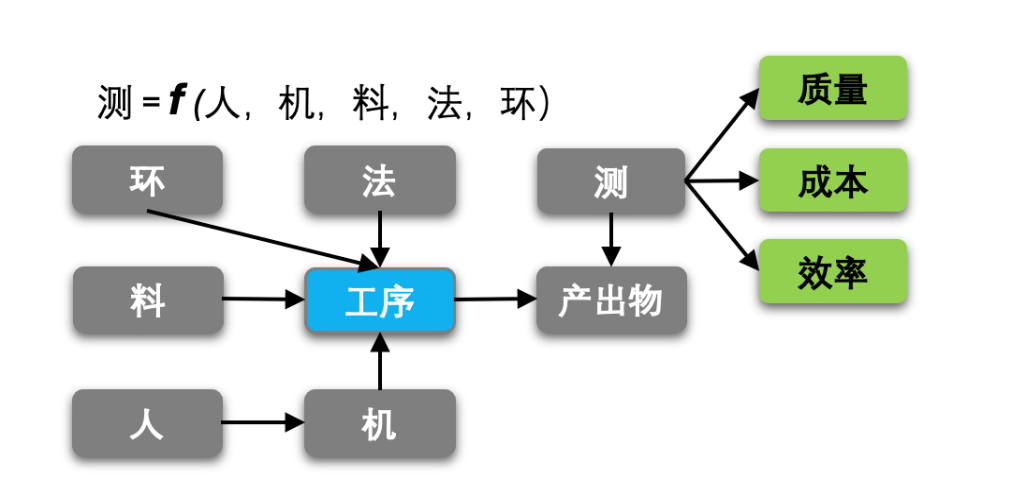 测 = f (人，机，料，法，环)
质量
环
法
测
成本
料
工序
产出物
效率
人
机